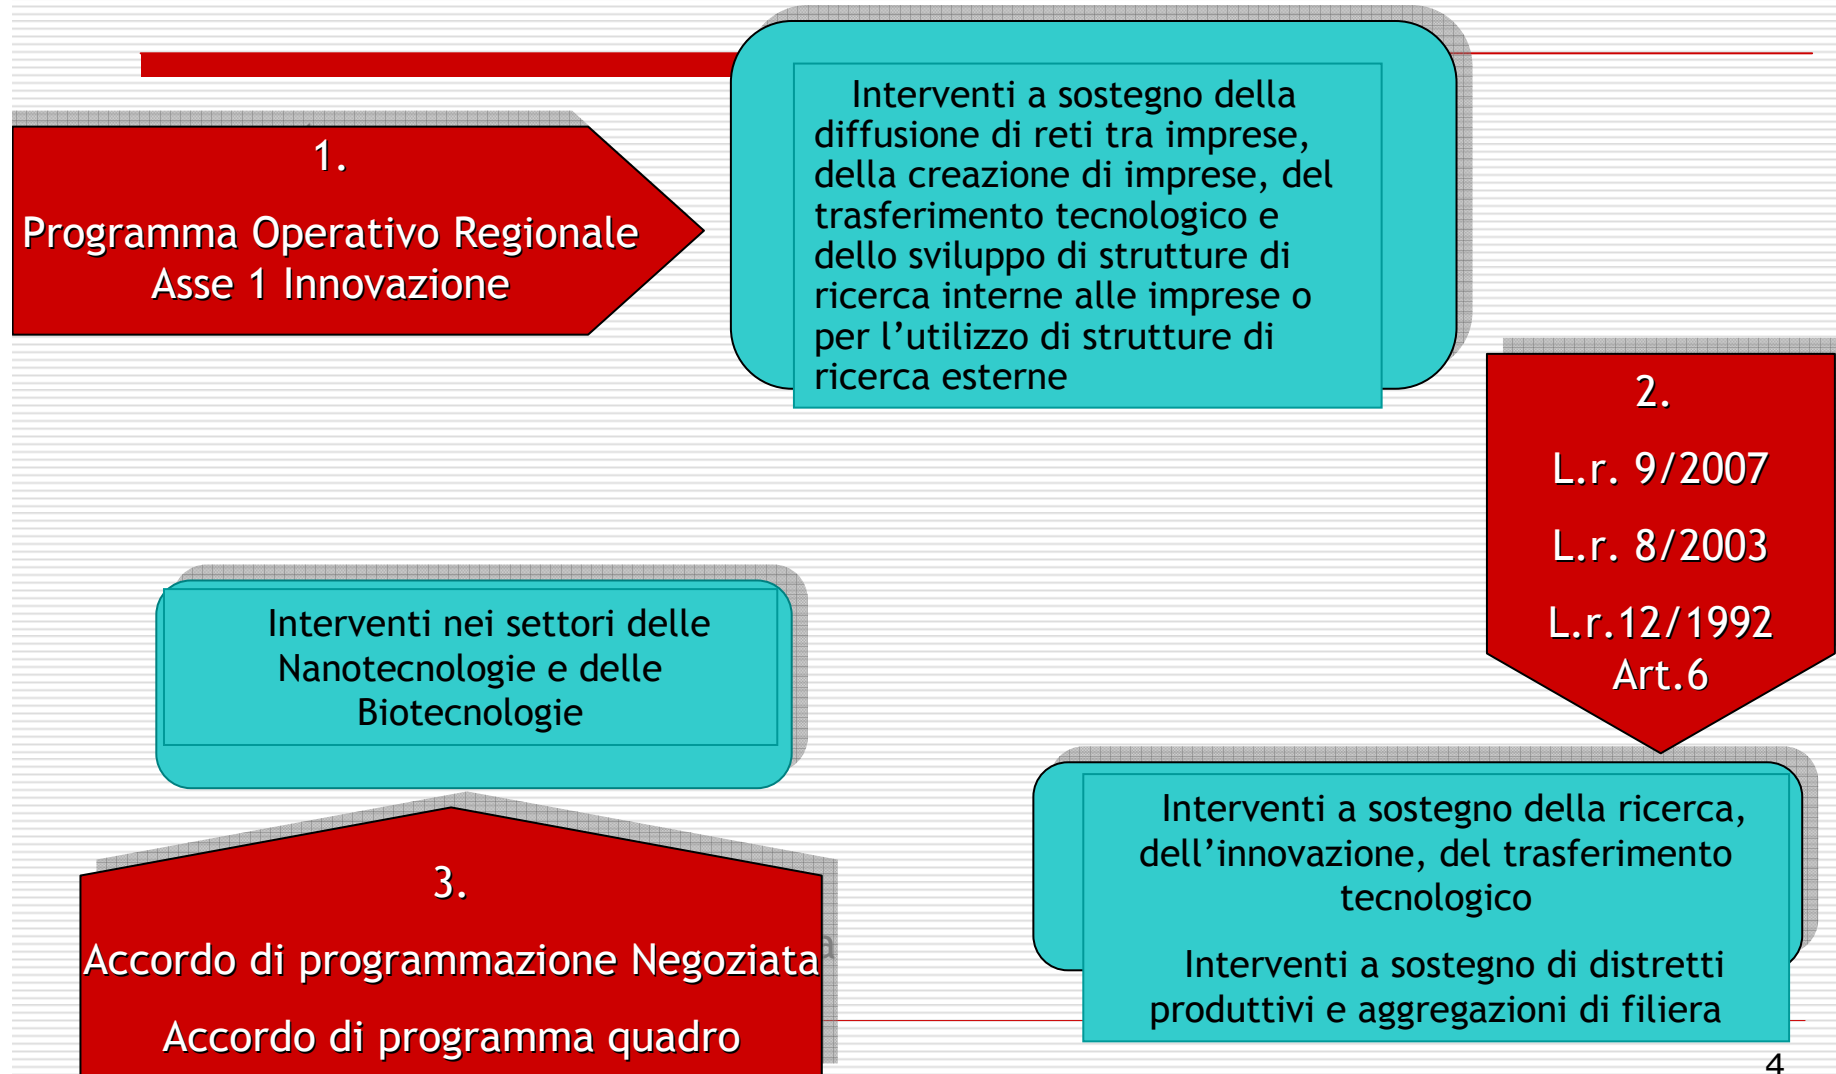 1.
Programma Operativo Regionale
Asse 1 Innovazione
Interventi a sostegno della
diffusione di reti tra imprese,
della creazione di imprese, del
trasferimento tecnologico e
dello sviluppo di strutture di
ricerca interne alle imprese o
per l’utilizzo di strutture di
ricerca esterne
2.
L.r. 9/2007
L.r. 8/2003
L.r.12/1992
Art.6
Interventi a sostegno della ricerca,
dell’innovazione, del trasferimento
tecnologico
Interventi a sostegno di distretti
produttivi e aggregazioni di filiera
Interventi nei settori delle
Nanotecnologie e delle
Biotecnologie
3.
Accordo di programmazione Negoziata
Accordo di programma quadro
4